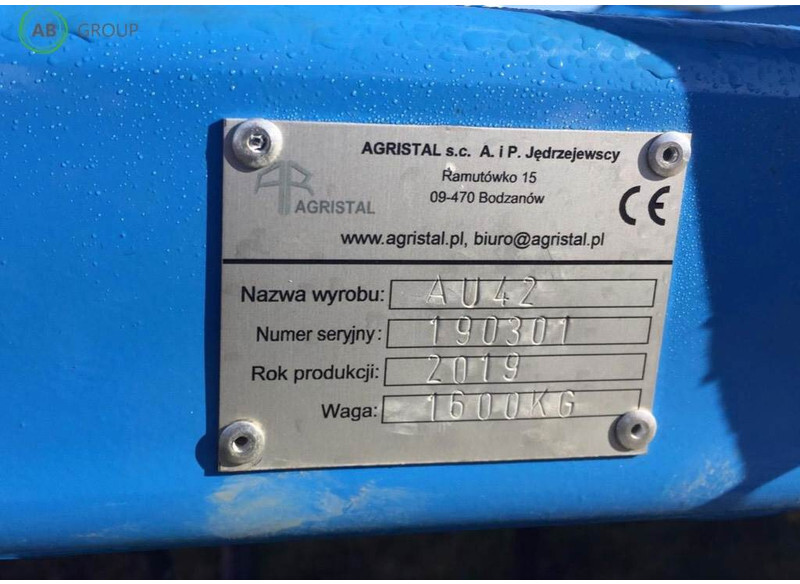 AB GROUP
AGRISTAL s.c. A. i P. Jędrzejewscy
Ramutówko 15
09-470 Bodzanów
AGRISTAL
CE
www.agristal.pl, biuro@agristal.pl
Nazwa wyrobu: AU42
Numer seryjny: 190301
Rok produkcji: 2019
Waga: 1600KG